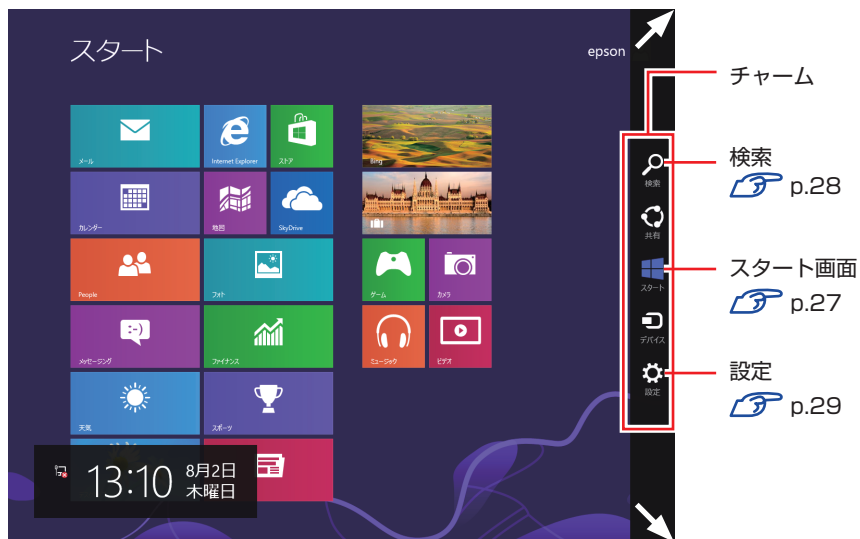 スタート
epson
メール
Internet Explorer
ストア
Bing
カレンダー
地図
SkyDrive
People
フォト
ゲーム
カメラ
メッセージング
ファイナンス
ミュージック
ビデオ
天気
スポーツ
13:10
8月2日
木曜日
検索
共有
スタート
デバイス
設定
チャーム
検索
p.28
スタート画面
p.27
設定
p.29